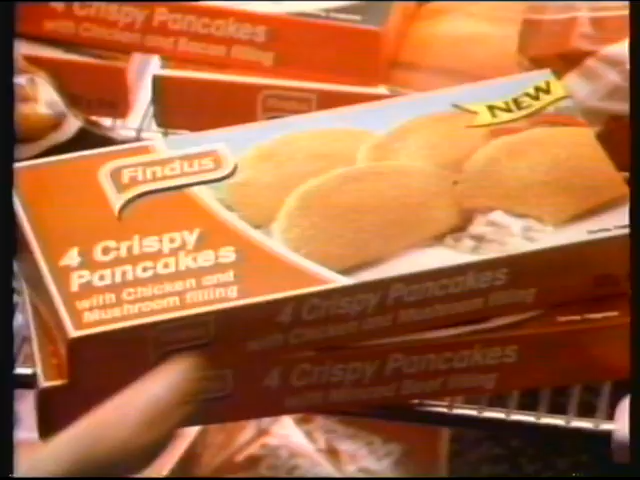 4 Crispy Pancakes
with Chicken and Bacon filling
Findus
NEW
Findus
4 Crispy
Pancakes
with Chicken and
Mushroom filling
4 Crispy Pancakes
with Chicken and Mushroom filling
4 Crispy Pancakes
with Minced Beef filling